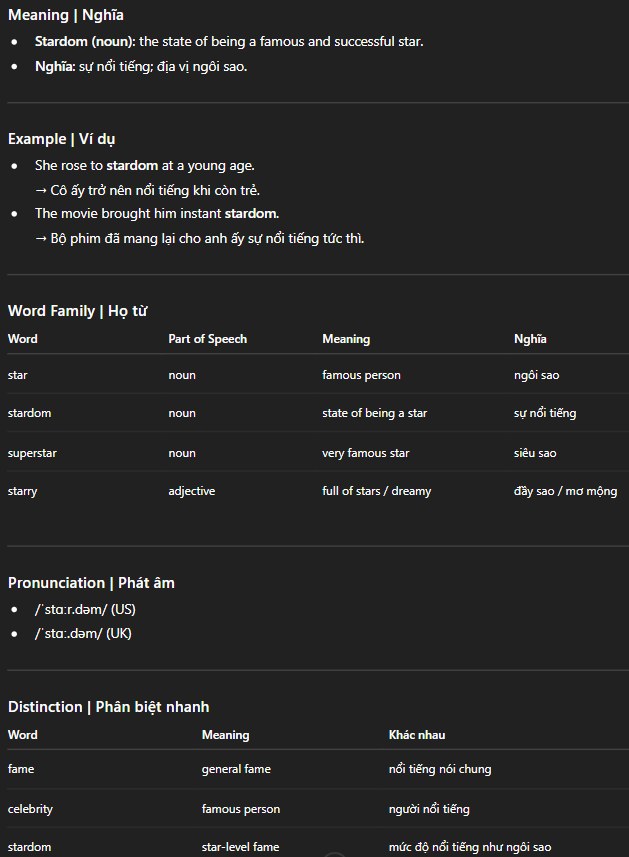 Meaning | Nghĩa
Stardom (noun): the state of being a famous and successful star.
Nghĩa: sự nổi tiếng; địa vị ngôi sao.
Example | Ví dụ
She rose to stardom at a young age.
→ Cô ấy trở nên nổi tiếng khi còn trẻ.
The movie brought him instant stardom.
→ Bộ phim đã mang lại cho anh ấy sự nổi tiếng tức thì.
Word Family | Họ từ
Word Part of Speech Meaning Nghĩa
star noun famous person ngôi sao
stardom noun state of being a star sự nổi tiếng
superstar noun very famous star siêu sao
starry adjective full of stars / dreamy đầy sao / mơ mộng
Pronunciation | Phát âm
/ˈstɑːr.dəm/ (US)
/ˈstɑː.dəm/ (UK)
Distinction | Phân biệt nhanh
Word Meaning Khác nhau
fame general fame nổi tiếng nói chung
celebrity famous person người nổi tiếng
stardom star-level fame mức độ nổi tiếng như ngôi sao